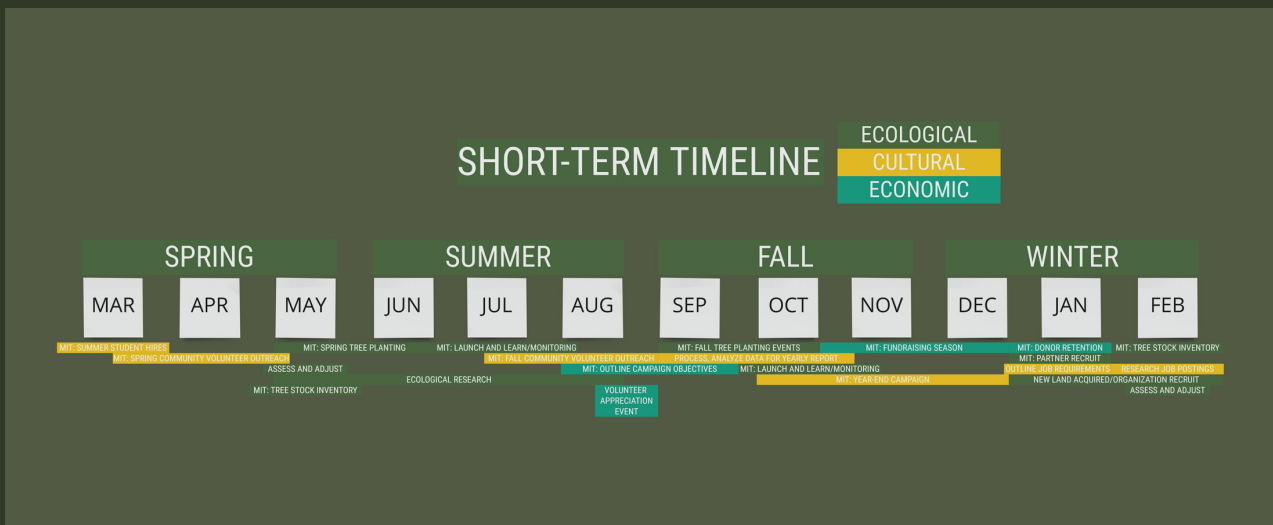 SHORT-TERM TIMELINE
ECOLOGICAL
CULTURAL
ECONOMIC
SPRING
SUMMER
FALL
WINTER
MAR
APR
MAY
JUN
JUL
AUG
SEP
OCT
NOV
DEC
JAN
FEB
MIT: SUMMER STUDENT HIRES
MIT: SPRING TREE PLANTING
MIT: LAUNCH AND LEARN/MONITORING
MIT: FALL TREE PLANTING EVENTS
MIT: FUNDRAISING SEASON
MIT: DONOR RETENTION
MIT: TREE STOCK INVENTORY
MIT: SPRING COMMUNITY VOLUNTEER OUTREACH
MIT: FALL COMMUNITY VOLUNTEER OUTREACH
PROCESS, ANALYZE DATA FOR YEARLY REPORT
MIT: PARTNER RECRUIT
ASSESS AND ADJUST
MIT: OUTLINE CAMPAIGN OBJECTIVES
MIT: LAUNCH AND LEARN/MONITORING
OUTLINE JOB REQUIREMENTS
RESEARCH JOB POSTINGS
ECOLOGICAL RESEARCH
MIT: YEAR-END CAMPAIGN
NEW LAND ACQUIRED/ORGANIZATION RECRUIT
MIT: TREE STOCK INVENTORY
VOLUNTEER
APPRECIATION
EVENT
ASSESS AND ADJUST